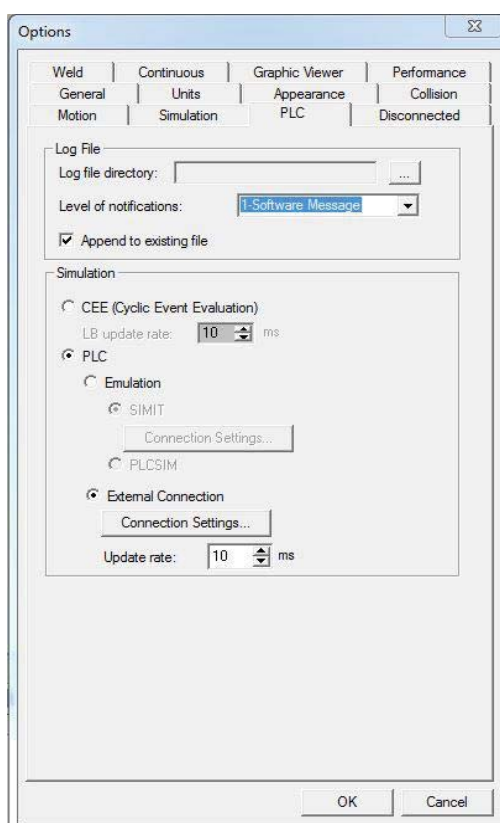 Options
Weld Continuous Graphic Viewer Performance
General Units Appearance Collision
Motion Simulation PLC Disconnected
Log File
Log file directory: ...
Level of notifications: 1-Software Message
Append to existing file
Simulation
CEE (Cyclic Event Evaluation)
LB update rate: 10 ms
PLC
Emulation
SIMIT
Connection Settings...
PLCSIM
External Connection
Connection Settings...
Update rate: 10 ms
OK Cancel